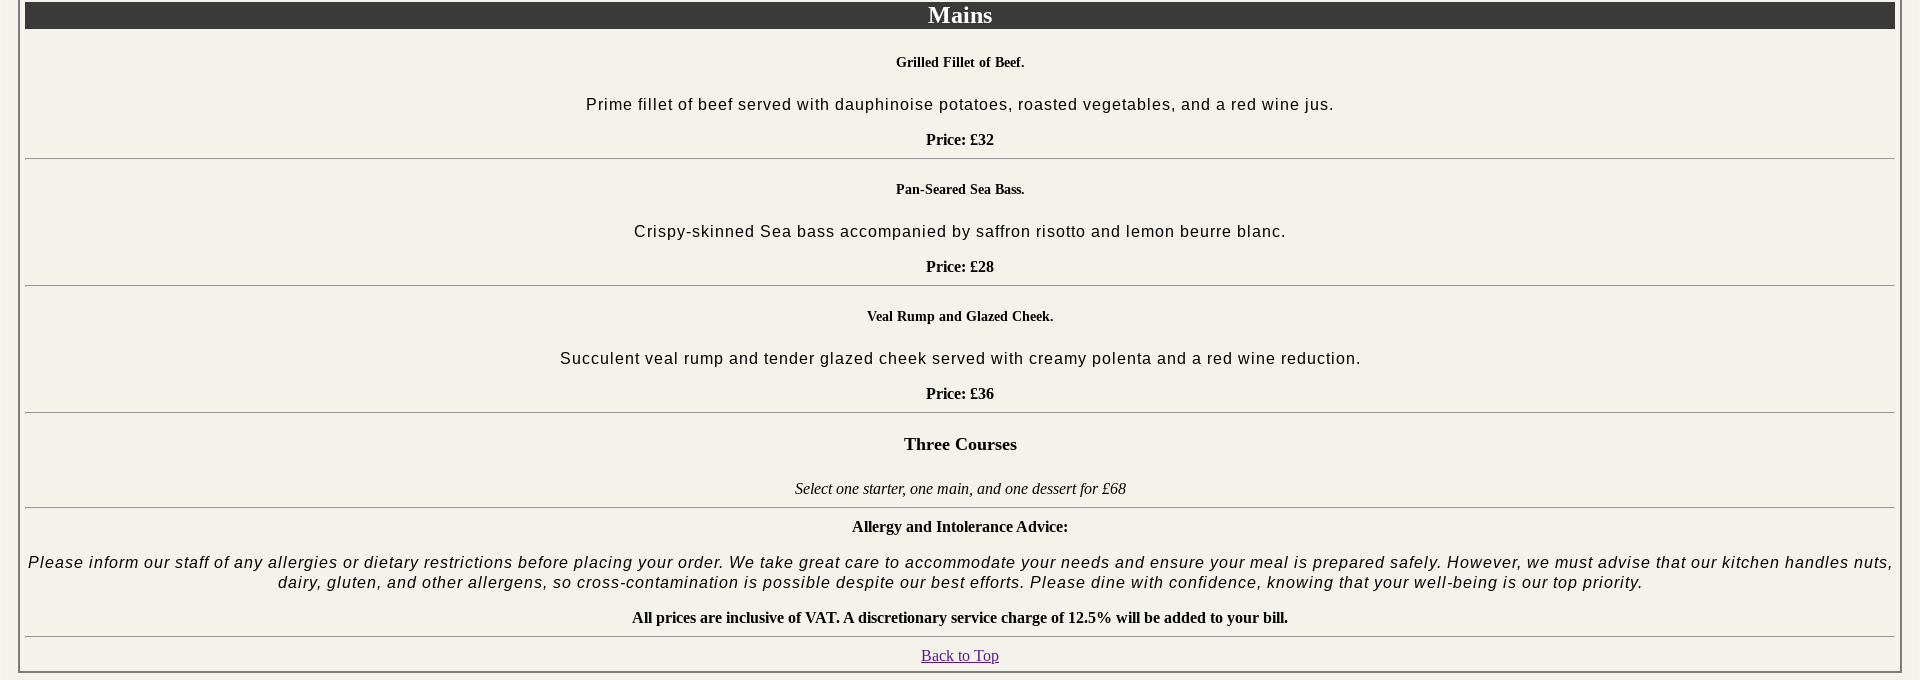 Mains
Grilled Fillet of Beef.
Prime fillet of beef served with dauphinoise potatoes, roasted vegetables, and a red wine jus.
Price: £32
Pan-Seared Sea Bass.
Crispy-skinned Sea bass accompanied by saffron risotto and lemon beurre blanc.
Price: £28
Veal Rump and Glazed Cheek.
Succulent veal rump and tender glazed cheek served with creamy polenta and a red wine reduction.
Price: £36
Three Courses
Select one starter, one main, and one dessert for £68
Allergy and Intolerance Advice:
Please inform our staff of any allergies or dietary restrictions before placing your order. We take great care to accommodate your needs and ensure your meal is prepared safely. However, we must advise that our kitchen handles nuts,
dairy, gluten, and other allergens, so cross-contamination is possible despite our best efforts. Please dine with confidence, knowing that your well-being is our top priority.
All prices are inclusive of VAT. A discretionary service charge of 12.5% will be added to your bill.
Back to Top